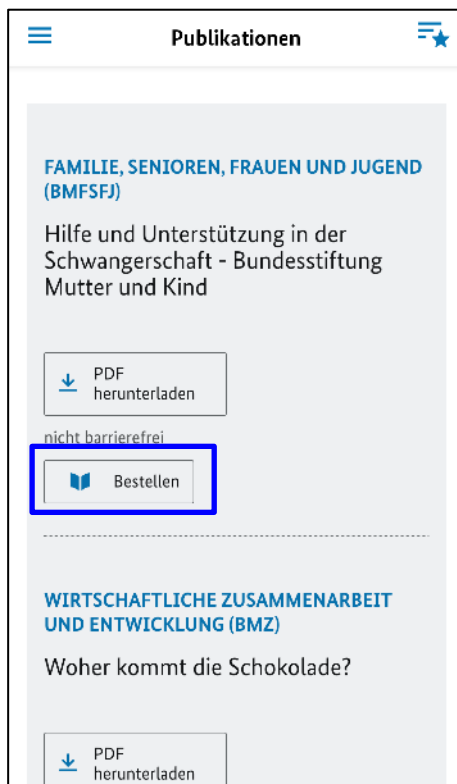 Publikationen
FAMILIE, SENIOREN, FRAUEN UND JUGEND
(BMFSFJ)
Hilfe und Unterstützung in der
Schwangerschaft - Bundesstiftung
Mutter und Kind
PDF
herunterladen
nicht barrierefrei
Bestellen
WIRTSCHAFTLICHE ZUSAMMENARBEIT
UND ENTWICKLUNG (BMZ)
Woher kommt die Schokolade?
PDF
herunterladen